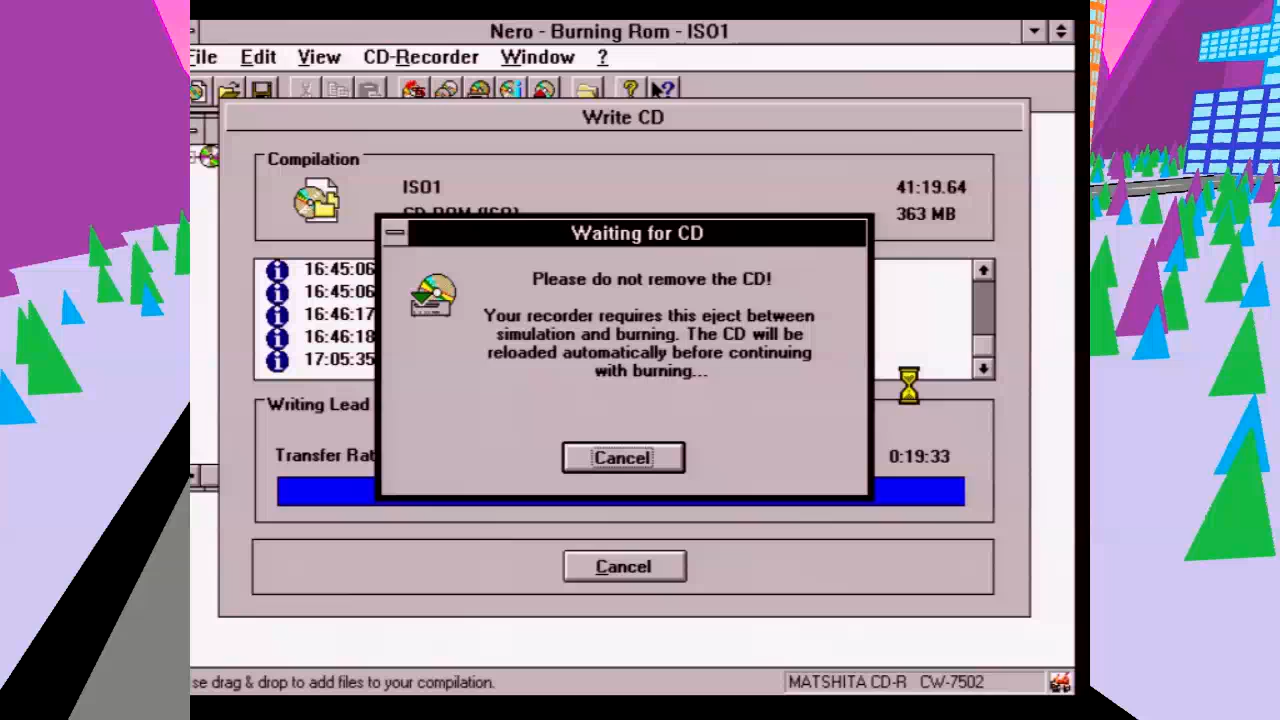 Nero - Burning Rom - ISO1
File Edit View CD-Recorder Window ?
Write CD
Compilation
ISO1 41:19.64
CD-ROM (ISO) 363 MB
Waiting for CD
Please do not remove the CD!
Your recorder requires this eject between
simulation and burning. The CD will be
reloaded automatically before continuing
with burning...
Cancel
16:45:06
16:45:06
16:46:17
16:46:18
17:05:35
Writing Lead
Transfer Rat 0:19:33
Cancel
se drag & drop to add files to your compilation. MATSHITA CD-R CW-7502